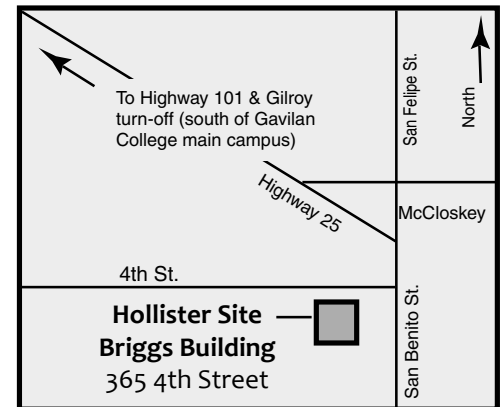 To Highway 101 & Gilroy
turn-off (south of Gavilan
College main campus)
San Felipe St.
North
Highway 25
McCloskey
4th St.
Hollister Site
Briggs Building
365 4th Street
San Benito St.